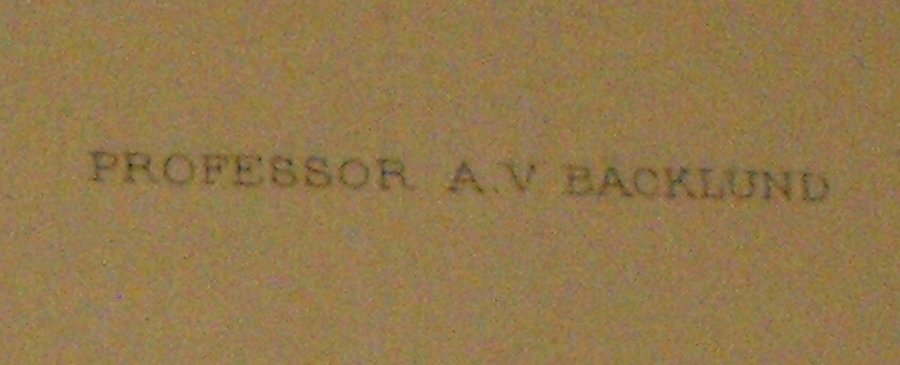 PROFESSOR A.V BACKLUND